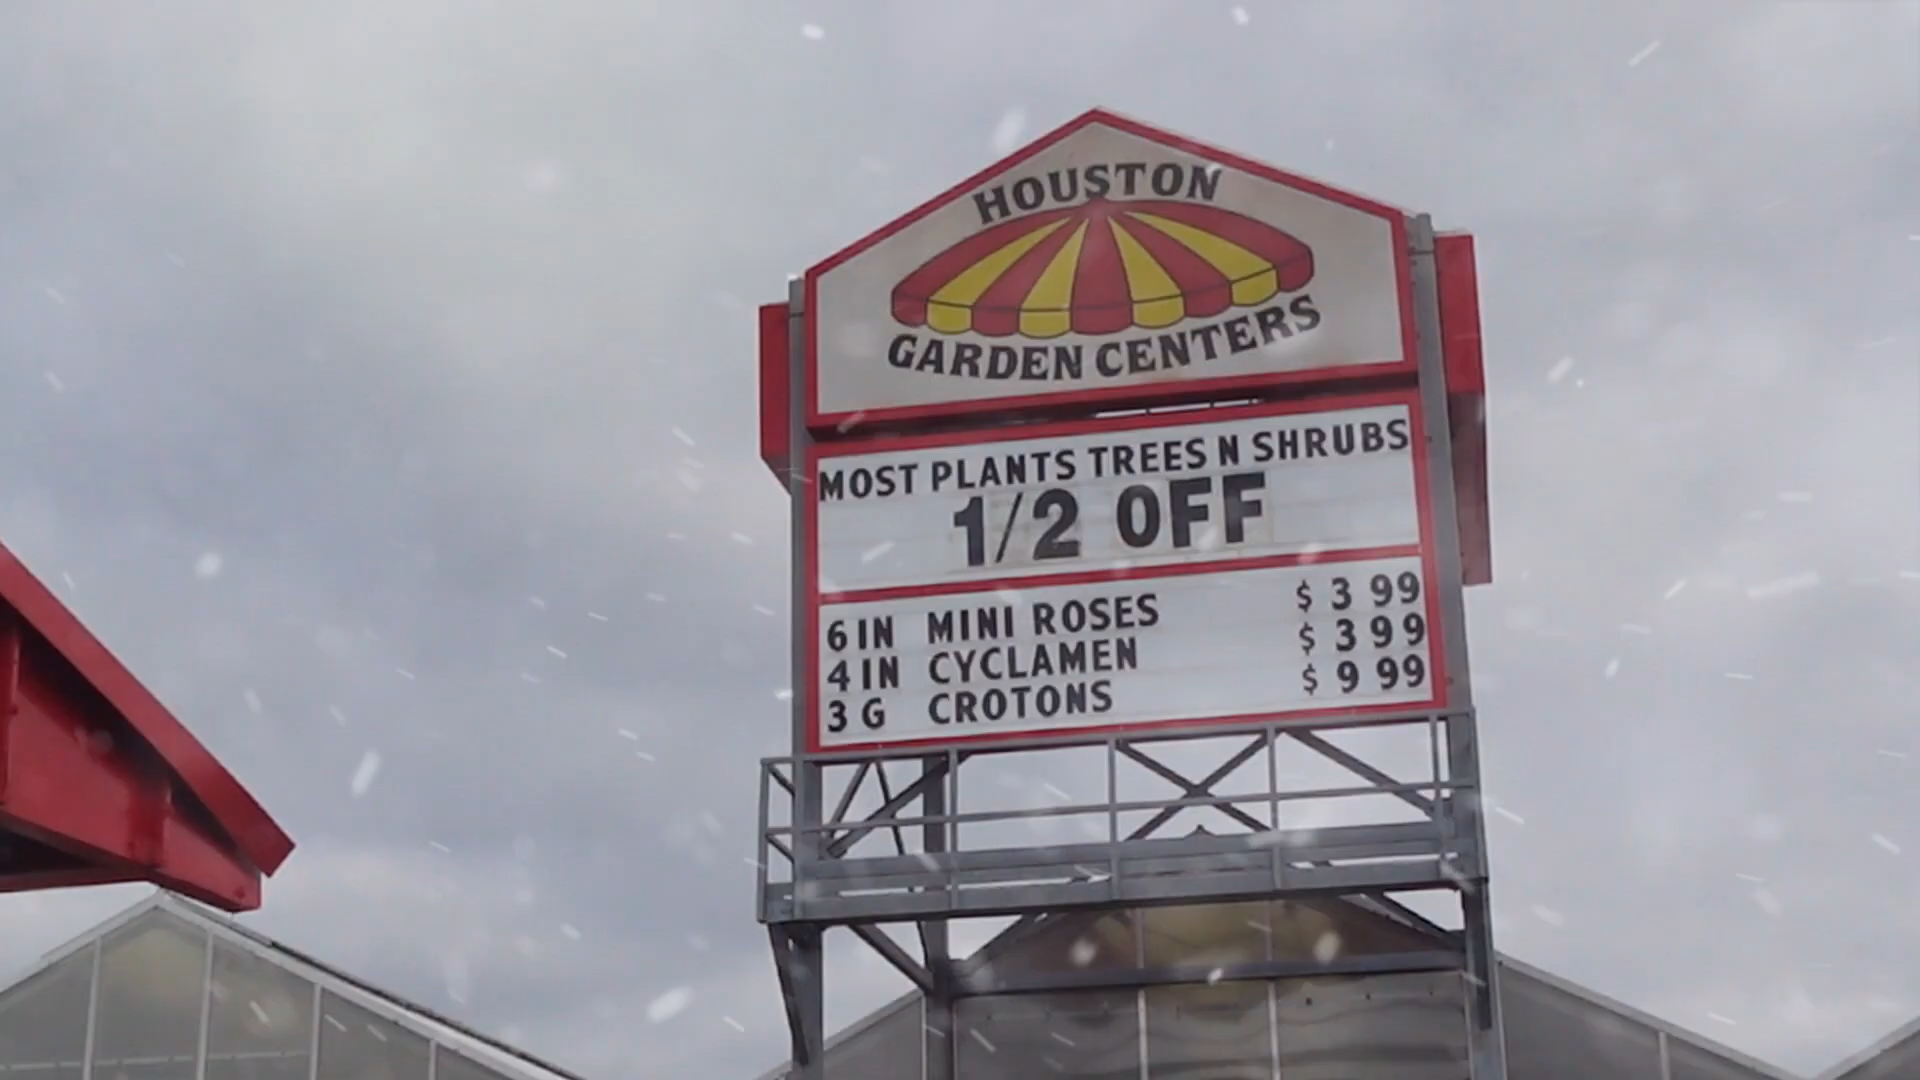 HOUSTON
GARDEN CENTERS
MOST PLANTS TREES N SHRUBS
1/2 OFF
6 IN MINI ROSES $ 3 99
4 IN CYCLAMEN $ 3 99
3 G CROTONS $ 9 99